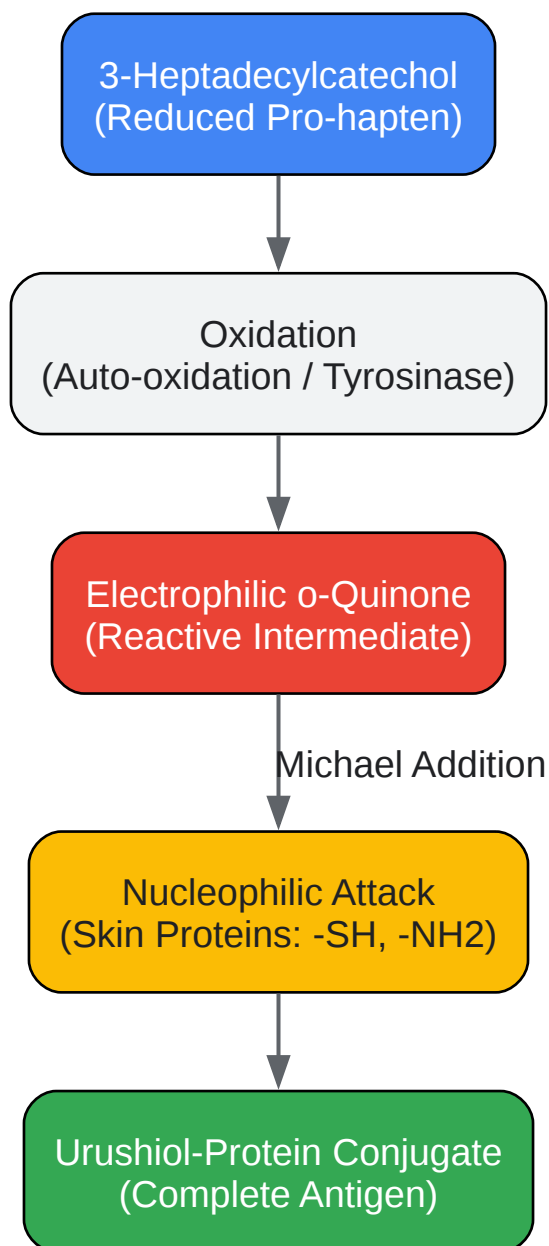 3-Heptadecylcatechol
(Reduced Pro-hapten)
Oxidation
(Auto-oxidation / Tyrosinase)
Electrophilic o-Quinone
(Reactive Intermediate)
Michael Addition
Nucleophilic Attack
(Skin Proteins: -SH, -NH2)
Urushiol-Protein Conjugate
(Complete Antigen)